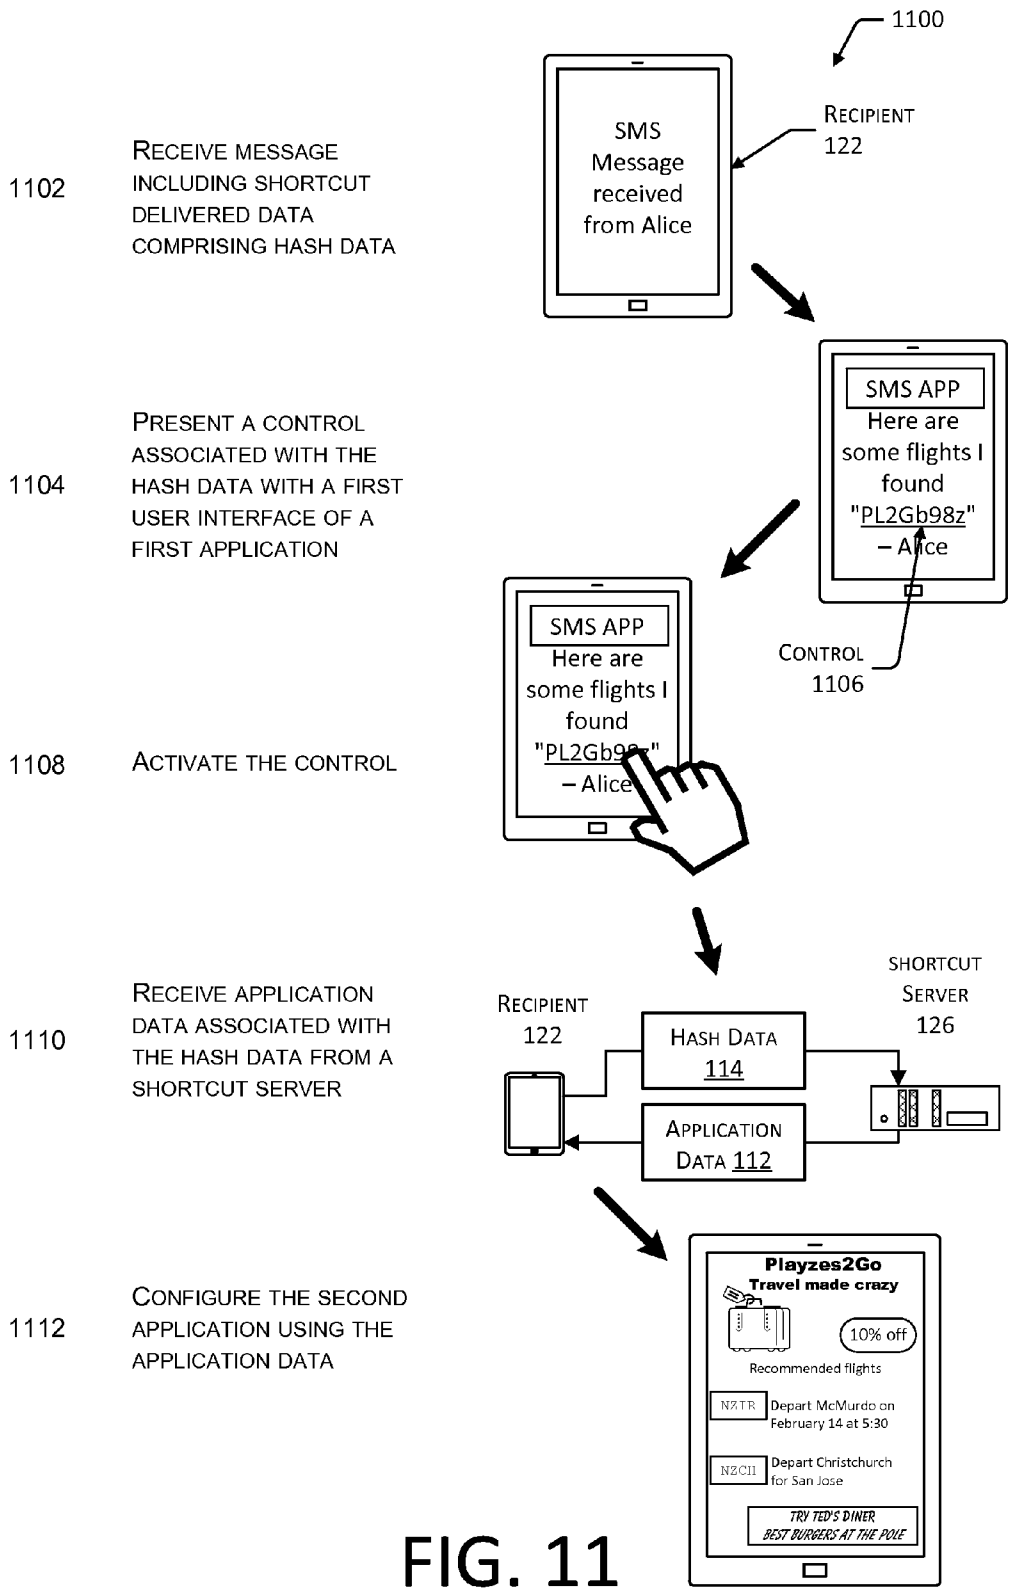 1100
RECIPIENT
122
SMS
Message
received
from Alice
1102
RECEIVE MESSAGE
INCLUDING SHORTCUT
DELIVERED DATA
COMPRISING HASH DATA
SMS APP
Here are
some flights I
found
"PL2Gb98z"
– Alice
1104
PRESENT A CONTROL
ASSOCIATED WITH THE
HASH DATA WITH A FIRST
USER INTERFACE OF A
FIRST APPLICATION
CONTROL
1106
SMS APP
Here are
some flights I
found
"PL2Gb98z"
– Alice
1108
ACTIVATE THE CONTROL
1110
RECEIVE APPLICATION
DATA ASSOCIATED WITH
THE HASH DATA FROM A
SHORTCUT SERVER
RECIPIENT
122
HASH DATA
114
APPLICATION
DATA 112
SHORTCUT
SERVER
126
1112
CONFIGURE THE SECOND
APPLICATION USING THE
APPLICATION DATA
Playzes2Go
Travel made crazy
10% off
Recommended flights
NZTB
Depart McMurdo on
February 14 at 5:30
NZCH
Depart Christchurch
for San Jose
TRY TED'S DINER
BEST BURGERS AT THE POLE
FIG. 11